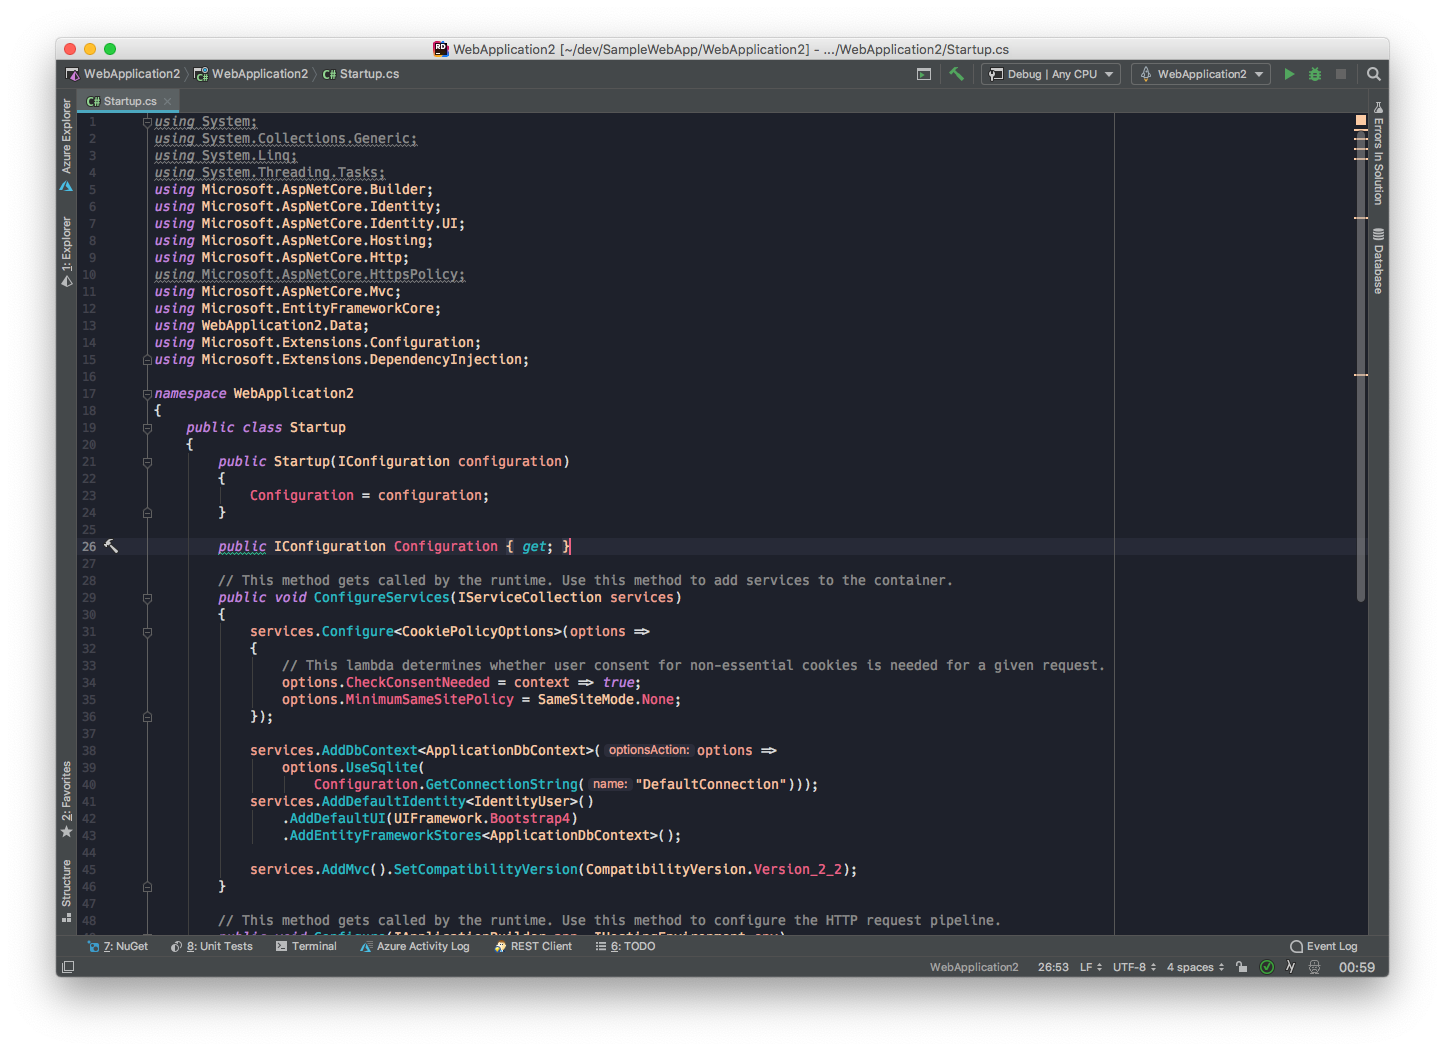 WebApplication2 [~/dev/SampleWebApp/WebApplication2] - .../WebApplication2/Startup.cs
WebApplication2 WebApplication2 C# Startup.cs Debug | Any CPU WebApplication2
C# Startup.cs
Azure Explorer
1: Explorer
2: Favorites
Structure
1 using System;
2 using System.Collections.Generic;
3 using System.Linq;
4 using System.Threading.Tasks;
5 using Microsoft.AspNetCore.Builder;
6 using Microsoft.AspNetCore.Identity;
7 using Microsoft.AspNetCore.Identity.UI;
8 using Microsoft.AspNetCore.Hosting;
9 using Microsoft.AspNetCore.Http;
10 using Microsoft.AspNetCore.HttpsPolicy;
11 using Microsoft.AspNetCore.Mvc;
12 using Microsoft.EntityFrameworkCore;
13 using WebApplication2.Data;
14 using Microsoft.Extensions.Configuration;
15 using Microsoft.Extensions.DependencyInjection;
16
17 namespace WebApplication2
18 {
19 public class Startup
20 {
21 public Startup(IConfiguration configuration)
22 {
23 Configuration = configuration;
24 }
25
26 public IConfiguration Configuration { get; }
27
28 // This method gets called by the runtime. Use this method to add services to the container.
29 public void ConfigureServices(IServiceCollection services)
30 {
31 services.Configure<CookiePolicyOptions>(options =>
32 {
33 // This lambda determines whether user consent for non-essential cookies is needed for a given request.
34 options.CheckConsentNeeded = context => true;
35 options.MinimumSameSitePolicy = SameSiteMode.None;
36 });
37
38 services.AddDbContext<ApplicationDbContext>( optionsAction: options =>
39 options.UseSqlite(
40 Configuration.GetConnectionString( name: "DefaultConnection")));
41 services.AddDefaultIdentity<IdentityUser>()
42 .AddDefaultUI(UIFramework.Bootstrap4)
43 .AddEntityFrameworkStores<ApplicationDbContext>();
44
45 services.AddMvc().SetCompatibilityVersion(CompatibilityVersion.Version_2_2);
46 }
47
48 // This method gets called by the runtime. Use this method to configure the HTTP request pipeline.
public void Configure(IApplicationBuilder app, IHostingEnvironment env)
Errors In Solution
Database
7: NuGet 8: Unit Tests Terminal Azure Activity Log REST Client 6: TODO Event Log
WebApplication2 26:53 LF UTF-8 4 spaces 00:59